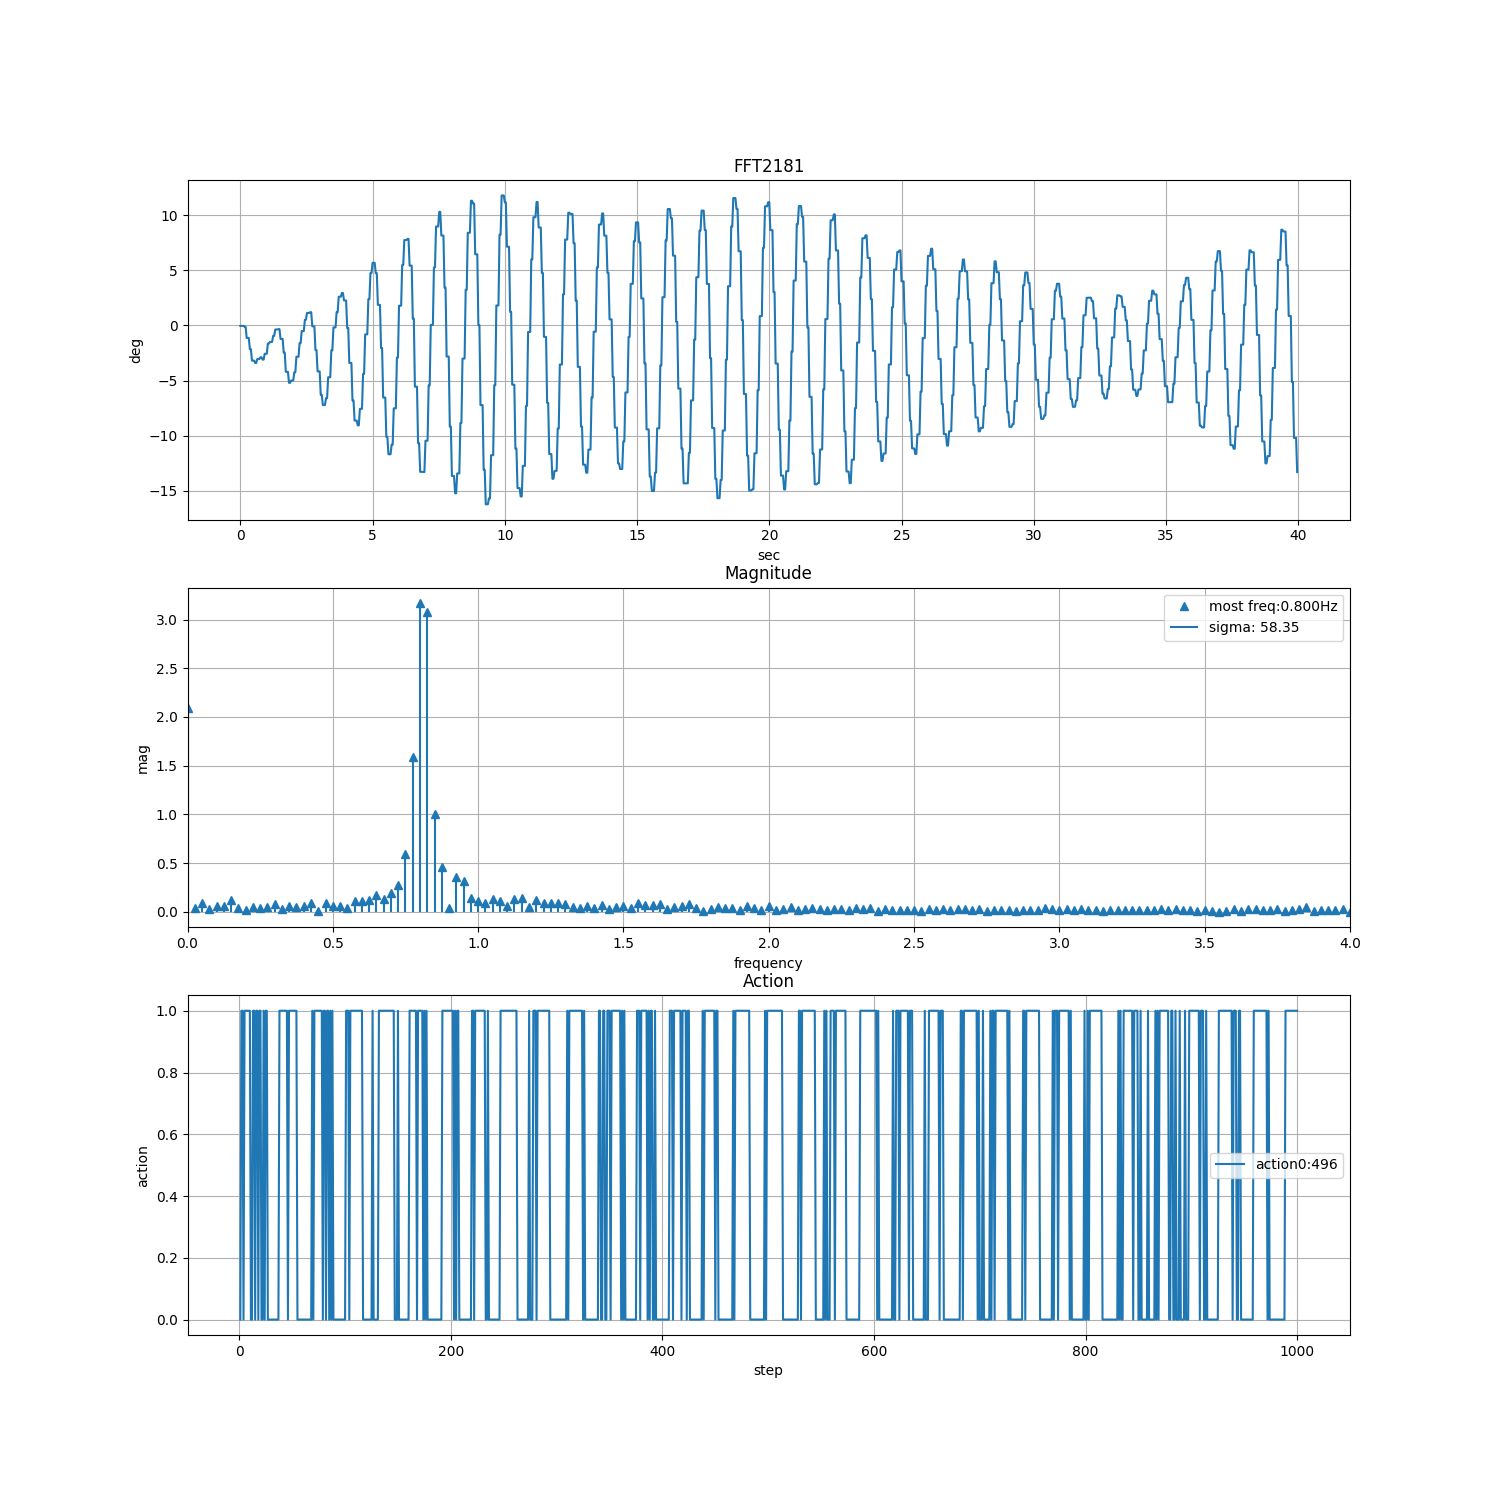 FFT2181
10
5
0
−5
−10
−15
deg
0 5 10 15 20 25 30 35 40
sec
Magnitude
most freq:0.800Hz
sigma: 58.35
3.0
2.5
2.0
1.5
1.0
0.5
0.0
mag
0.0 0.5 1.0 1.5 2.0 2.5 3.0 3.5 4.0
frequency
Action
1.0
0.8
0.6
0.4
0.2
0.0
action
action0:496
0 200 400 600 800 1000
step